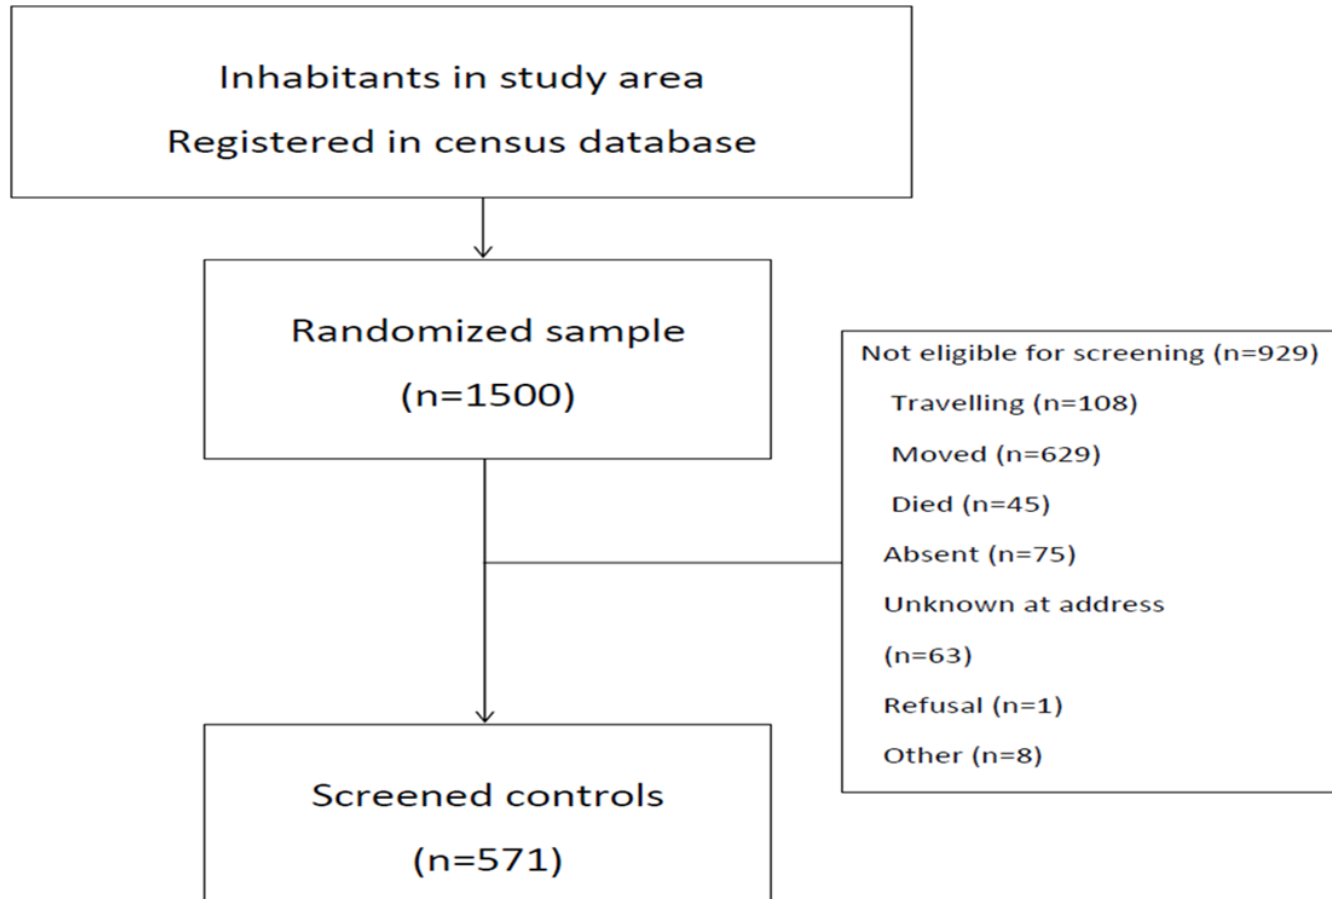 Inhabitants in study area
Registered in census database
Randomized sample
(n=1500)
Not eligible for screening (n=929)
Travelling (n=108)
Moved (n=629)
Died (n=45)
Absent (n=75)
Unknown at address
(n=63)
Refusal (n=1)
Other (n=8)
Screened controls
(n=571)